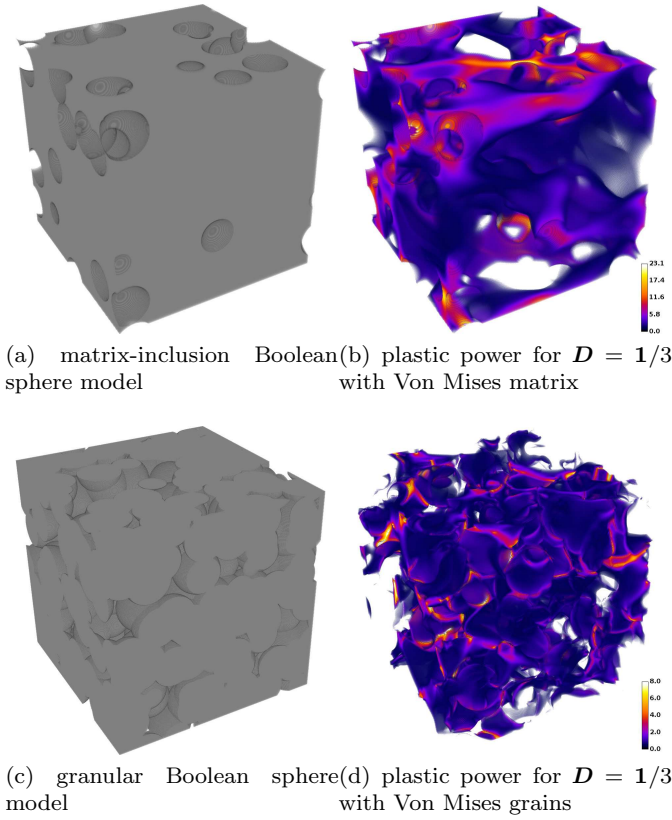 23.1
17.4
11.6
5.8
0.0
(a) matrix-inclusion Boolean sphere model
(b) plastic power for D = 1/3 with Von Mises matrix
8.0
6.0
4.0
2.0
0.0
(c) granular Boolean sphere model
(d) plastic power for D = 1/3 with Von Mises grains